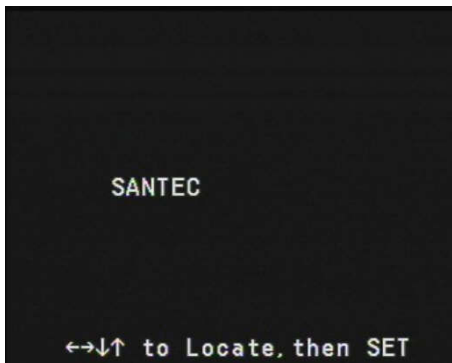 SANTEC
←→↓↑ to Locate, then SET